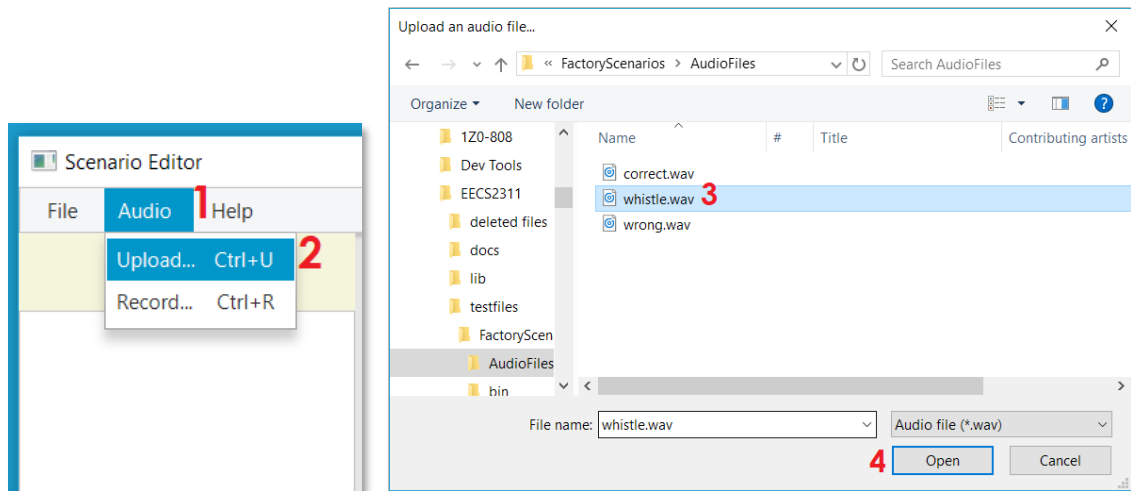 Scenario Editor
File Audio 1 Help
Upload... Ctrl+U 2
Record... Ctrl+R
Upload an audio file...
« FactoryScenarios > AudioFiles
Search AudioFiles
Organize New folder ?
1Z0-808
Dev Tools
EECS2311
deleted files
docs
lib
testfiles
FactoryScen
AudioFiles
bin
Name # Title Contributing artists
correct.wav
whistle.wav 3
wrong.wav
File name: whistle.wav Audio file (*.wav)
4 Open Cancel